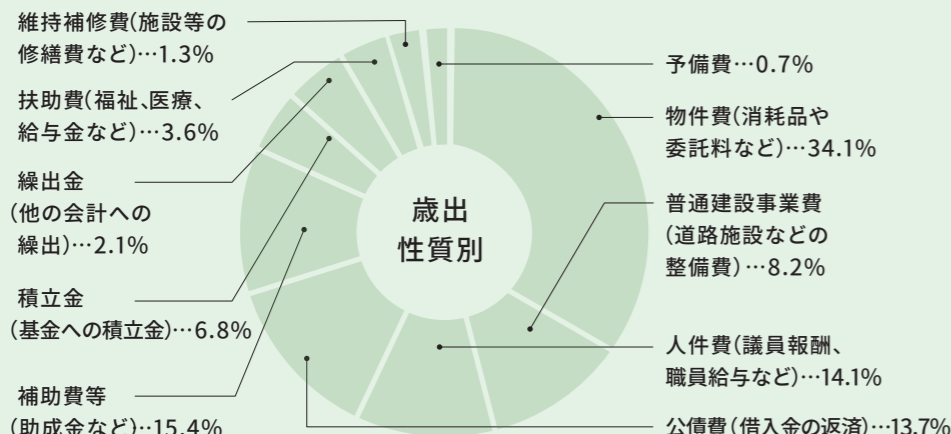 維持補修費(施設等の
修繕費など)…1.3%
扶助費(福祉、医療、
給与金など)…3.6%
繰出金
(他の会計への
繰出)…2.1%
積立金
(基金への積立金)…6.8%
補助費等
(助成金など)…15.4%
歳出
性質別
予備費…0.7%
物件費(消耗品や
委託料など)…34.1%
普通建設事業費
(道路施設などの
整備費)…8.2%
人件費(議員報酬、
職員給与など)…14.1%
公債費(借入金の返済)…13.7%